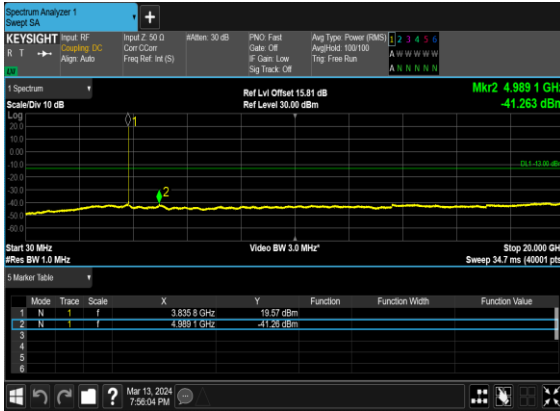 Spectrum Analyzer 1
Swept SA
+
KEYSIGHT Input: RF Input Z: 50 Ω #Atten: 30 dB PNO: Fast Avg Type: Power (RMS) 1 2 3 4 5 6
R T Coupling: DC Corr CCorr Gate: Off Avg|Hold: 100/100 A W W W W W
Align: Auto Freq Ref: Int (S) IF Gain: Low Trig: Free Run
Sig Track: Off A N N N N N
1 Spectrum Ref Lvl Offset 15.81 dB Mkr2 4.989 1 GHz
Scale/Div 10 dB Ref Level 30.00 dBm -41.263 dBm
Log
20.0
10.0
0.00
-10.0
-20.0
-30.0
-40.0
-50.0
-60.0
1
2
DL1 -13.00 dBm
Start 30 MHz Video BW 3.0 MHz* Stop 20.000 GHz
#Res BW 1.0 MHz Sweep 34.7 ms (40001 pts)
5 Marker Table
Mode Trace Scale X Y Function Function Width Function Value
1 N 1 f 3.835 8 GHz 19.57 dBm
2 N 1 f 4.989 1 GHz -41.26 dBm
3
4
5
6
? Mar 13, 2024
7:56:04 PM